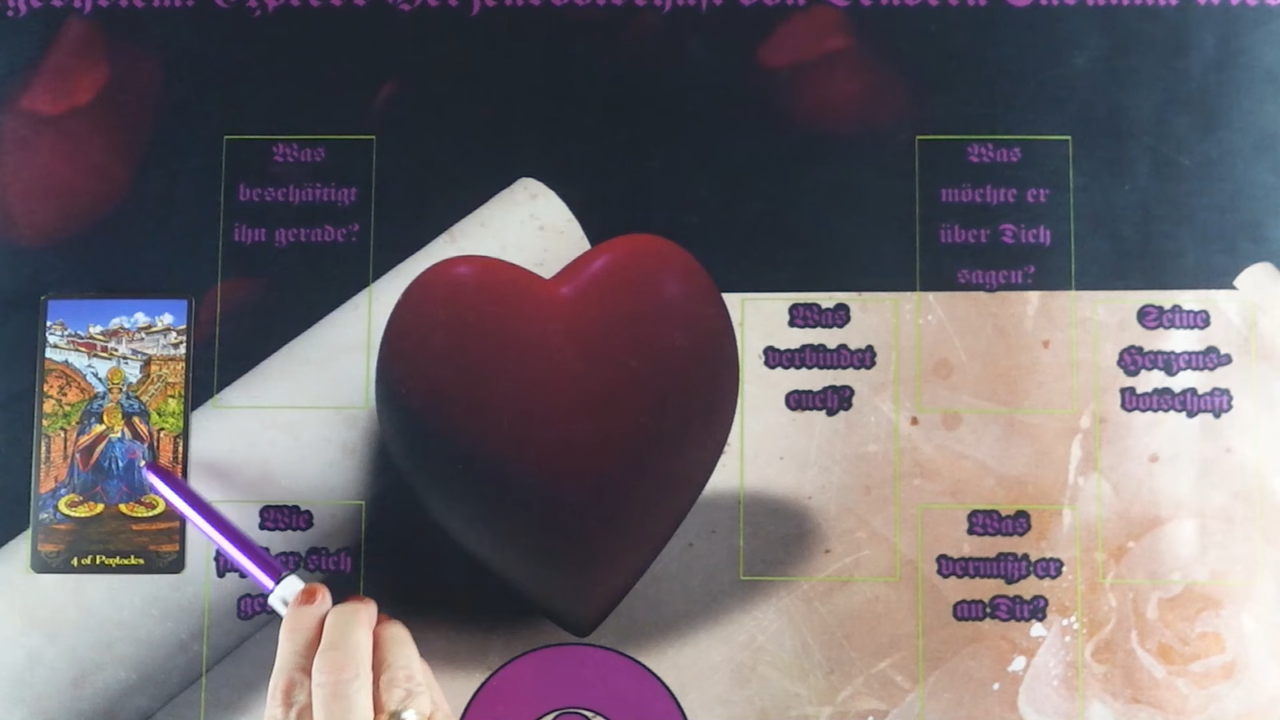 Was
beschäftigt
ihn gerade?
Was
möchte er
über Dich
sagen?
Was
verbindet
euch?
Seine
Herzens-
botschaft
4 of Pentacles
Wie
sich
Was
vermißt er
an Dir?